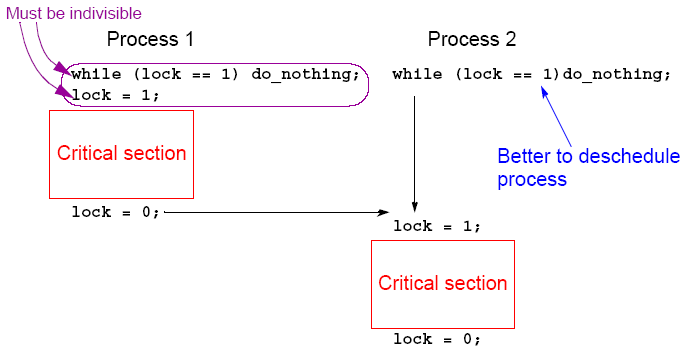 Must be indivisible
Process 1
Process 2
while (lock == 1) do_nothing;
while (lock == 1)do_nothing;
lock = 1;
Critical section
Better to deschedule
process
lock = 0;
lock = 1;
Critical section
lock = 0;